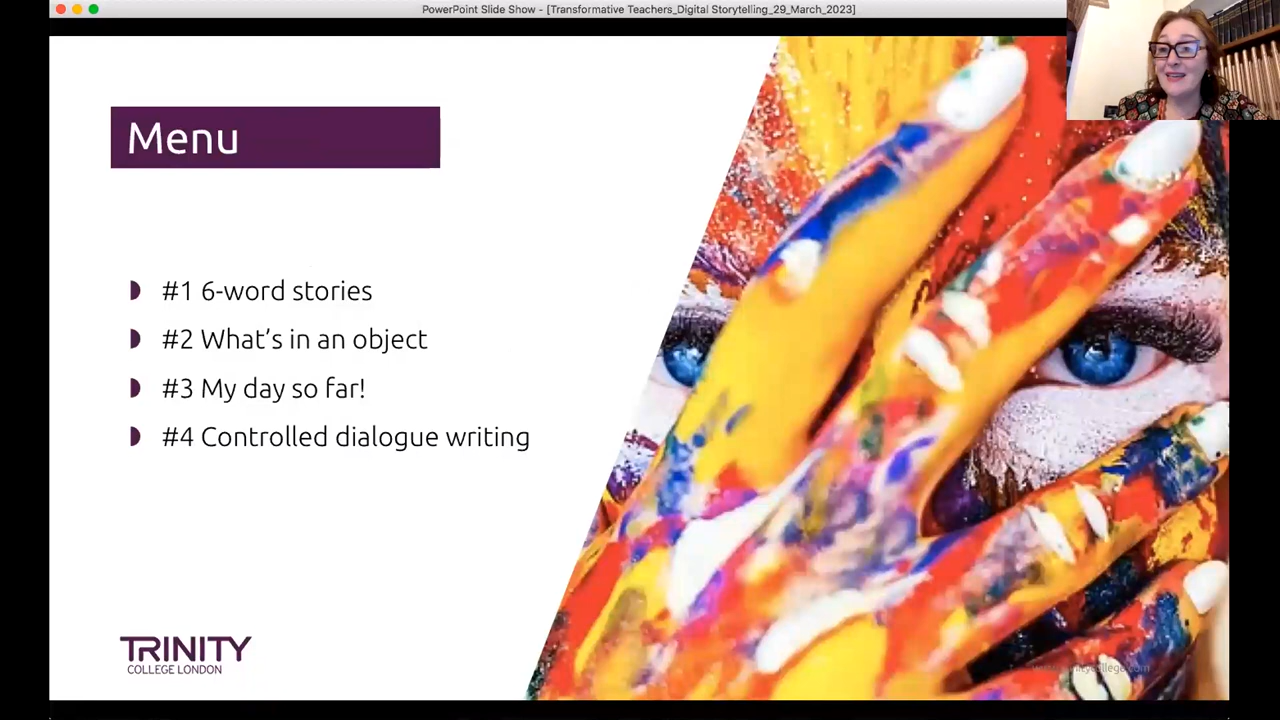 PowerPoint Slide Show - [Transformative Teachers_Digital Storytelling_29_March_2023]
Menu
#1 6-word stories
#2 What's in an object
#3 My day so far!
#4 Controlled dialogue writing
TRINITY
COLLEGE LONDON